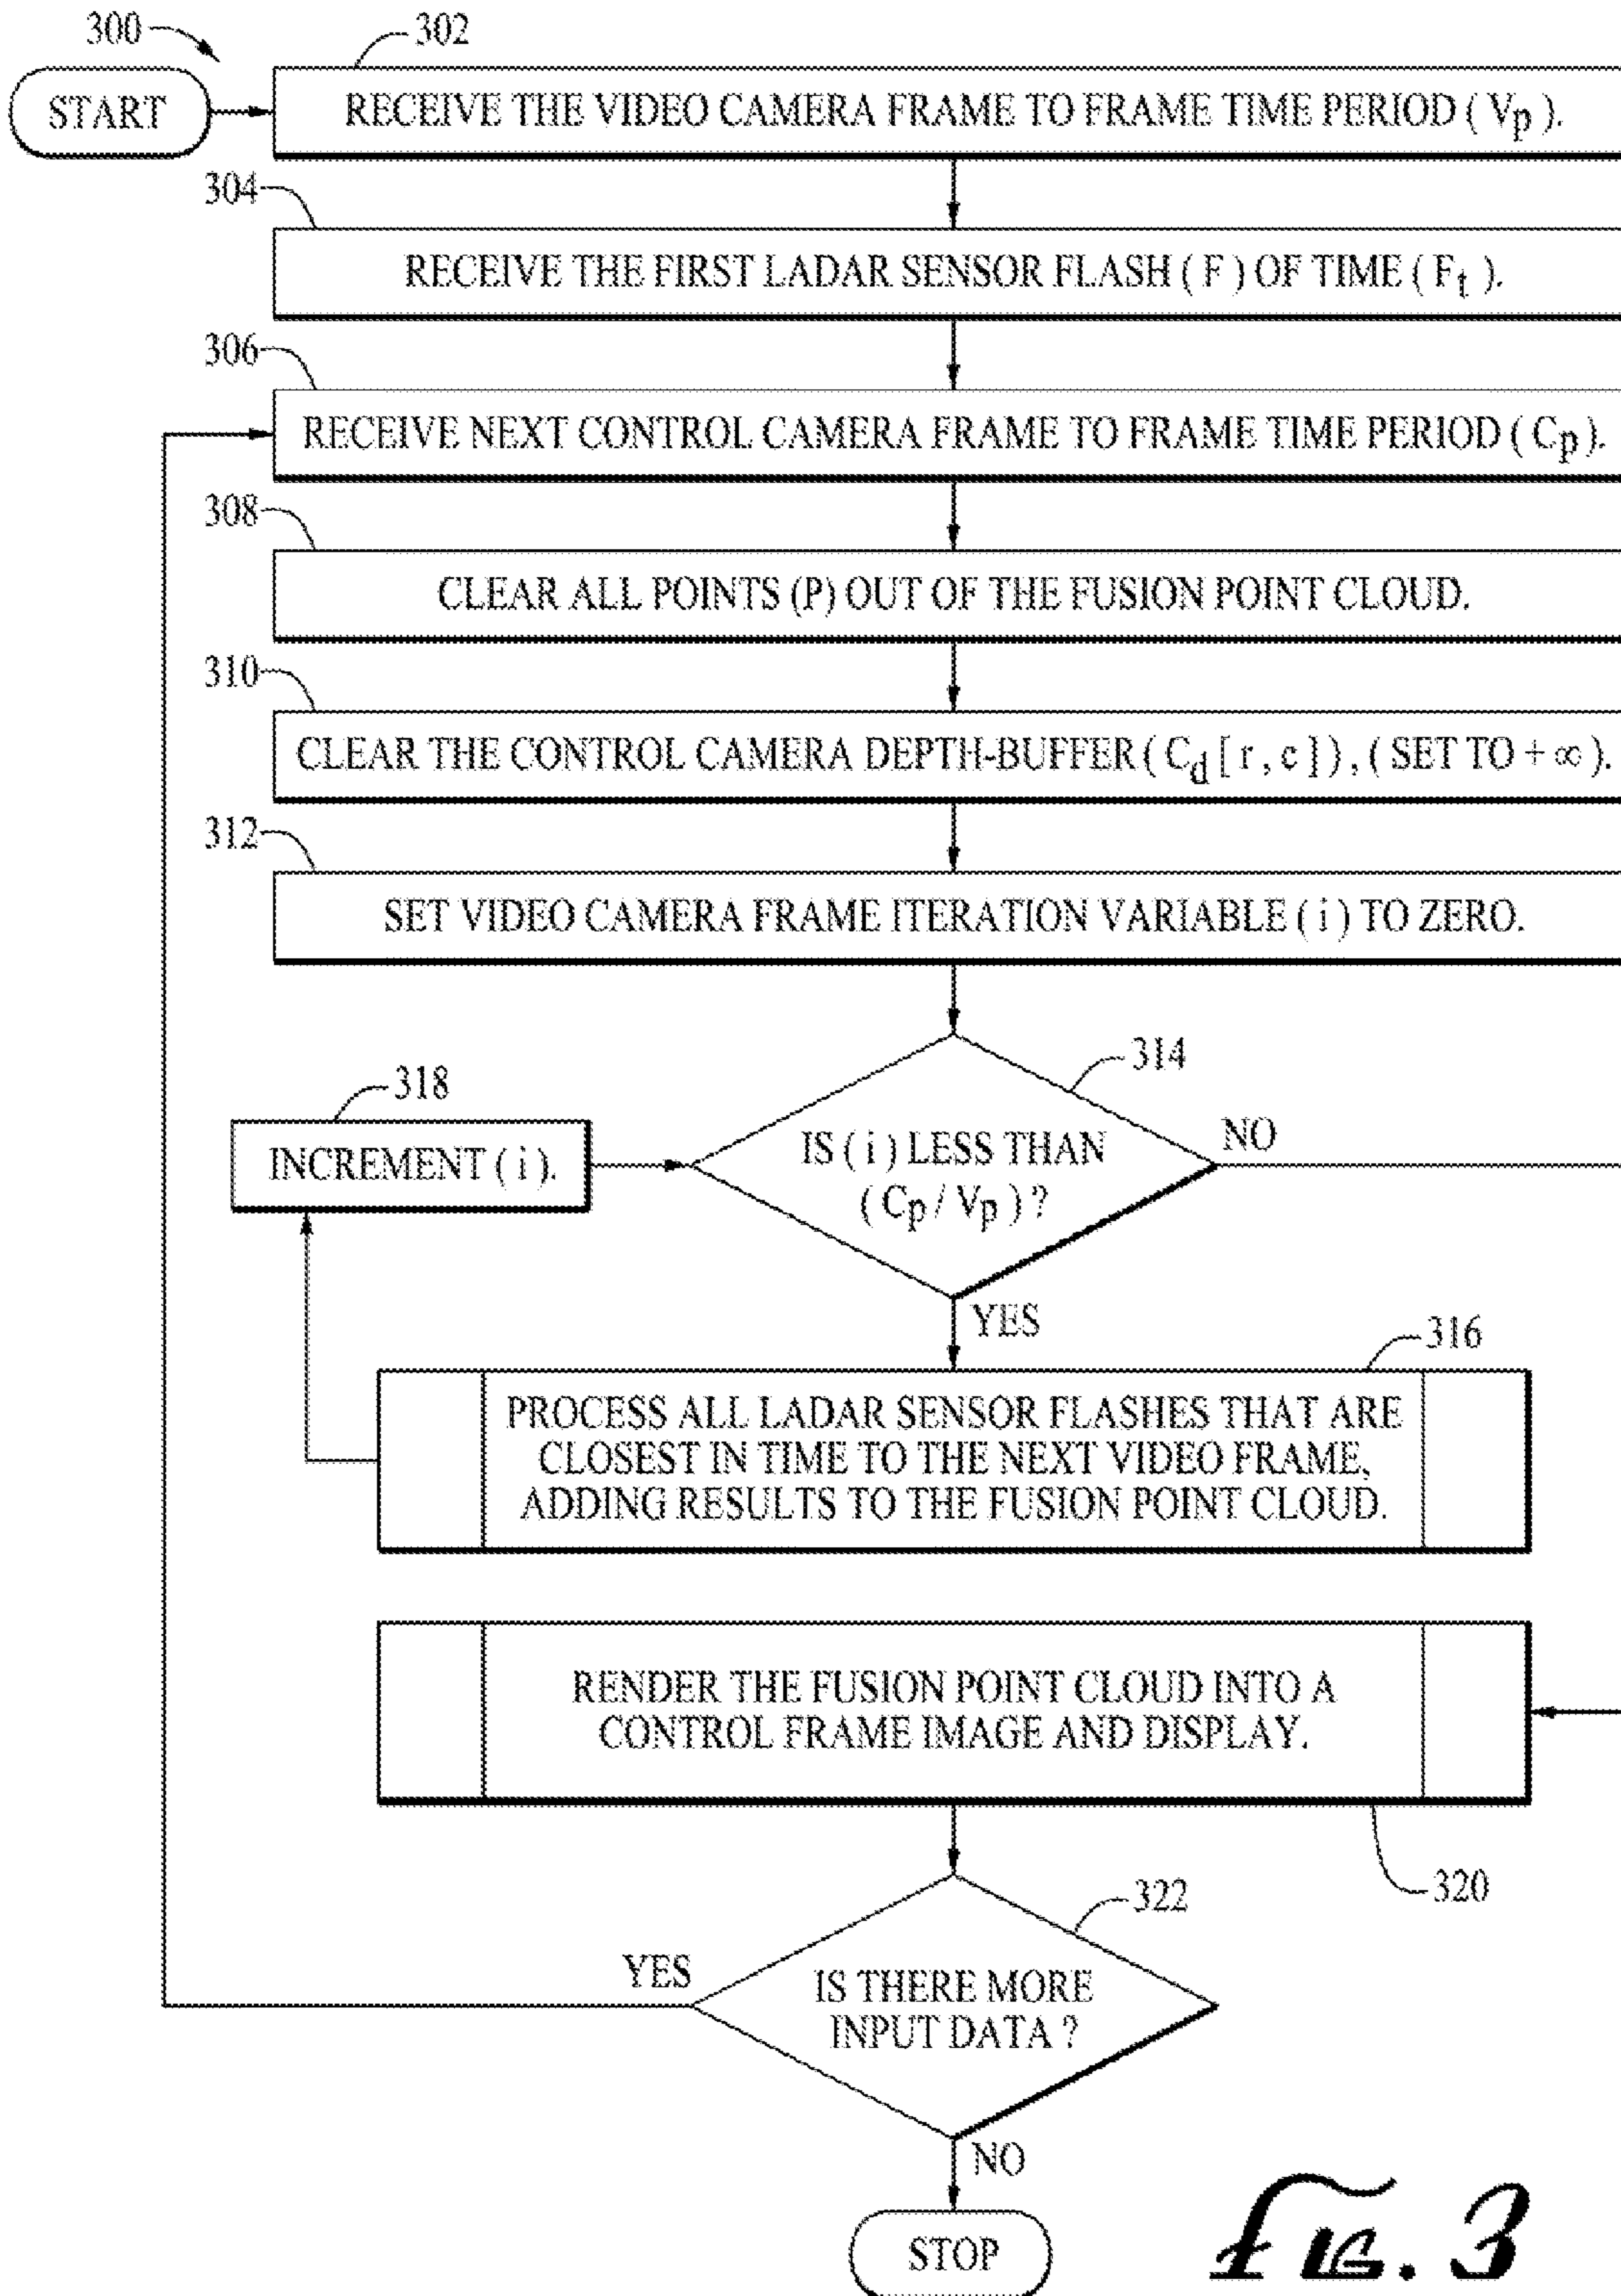 300
302
START
RECEIVE THE VIDEO CAMERA FRAME TO FRAME TIME PERIOD ( Vp ).
304
RECEIVE THE FIRST LADAR SENSOR FLASH ( F ) OF TIME ( Ft ).
306
RECEIVE NEXT CONTROL CAMERA FRAME TO FRAME TIME PERIOD ( Cp ).
308
CLEAR ALL POINTS (P) OUT OF THE FUSION POINT CLOUD.
310
CLEAR THE CONTROL CAMERA DEPTH-BUFFER ( Cd [ r , c ] ) , ( SET TO + ∞ ).
312
SET VIDEO CAMERA FRAME ITERATION VARIABLE ( i ) TO ZERO.
314
IS ( i ) LESS THAN
( Cp / Vp ) ?
NO
318
INCREMENT ( i ).
YES
316
PROCESS ALL LADAR SENSOR FLASHES THAT ARE
CLOSEST IN TIME TO THE NEXT VIDEO FRAME,
ADDING RESULTS TO THE FUSION POINT CLOUD.
RENDER THE FUSION POINT CLOUD INTO A
CONTROL FRAME IMAGE AND DISPLAY.
320
322
YES
IS THERE MORE
INPUT DATA ?
NO
STOP
FIG. 3